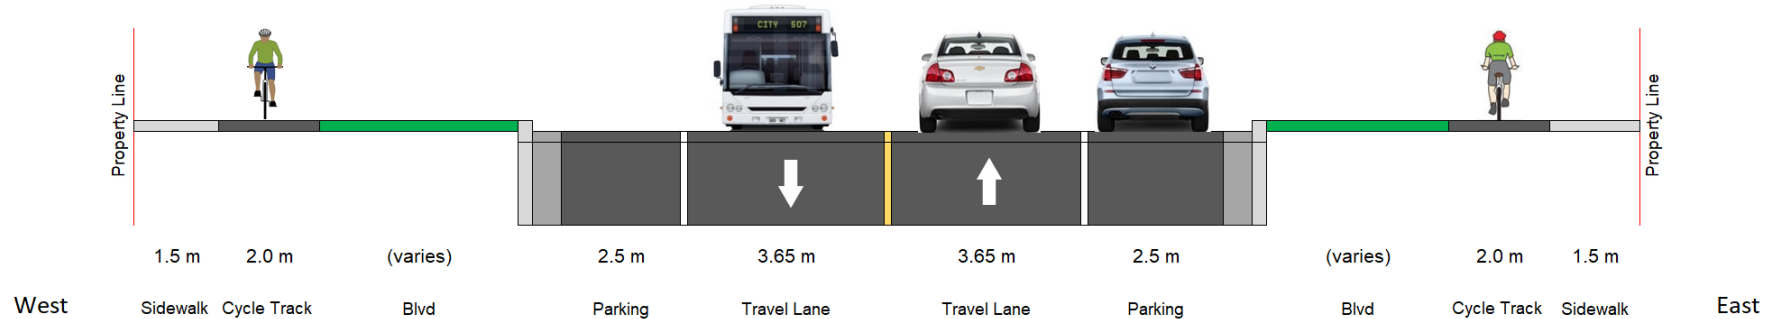 CITY 507
Property Line
Property Line
1.5 m 2.0 m (varies) 2.5 m 3.65 m 3.65 m 2.5 m (varies) 2.0 m 1.5 m
West Sidewalk Cycle Track Blvd Parking Travel Lane Travel Lane Parking Blvd Cycle Track Sidewalk East